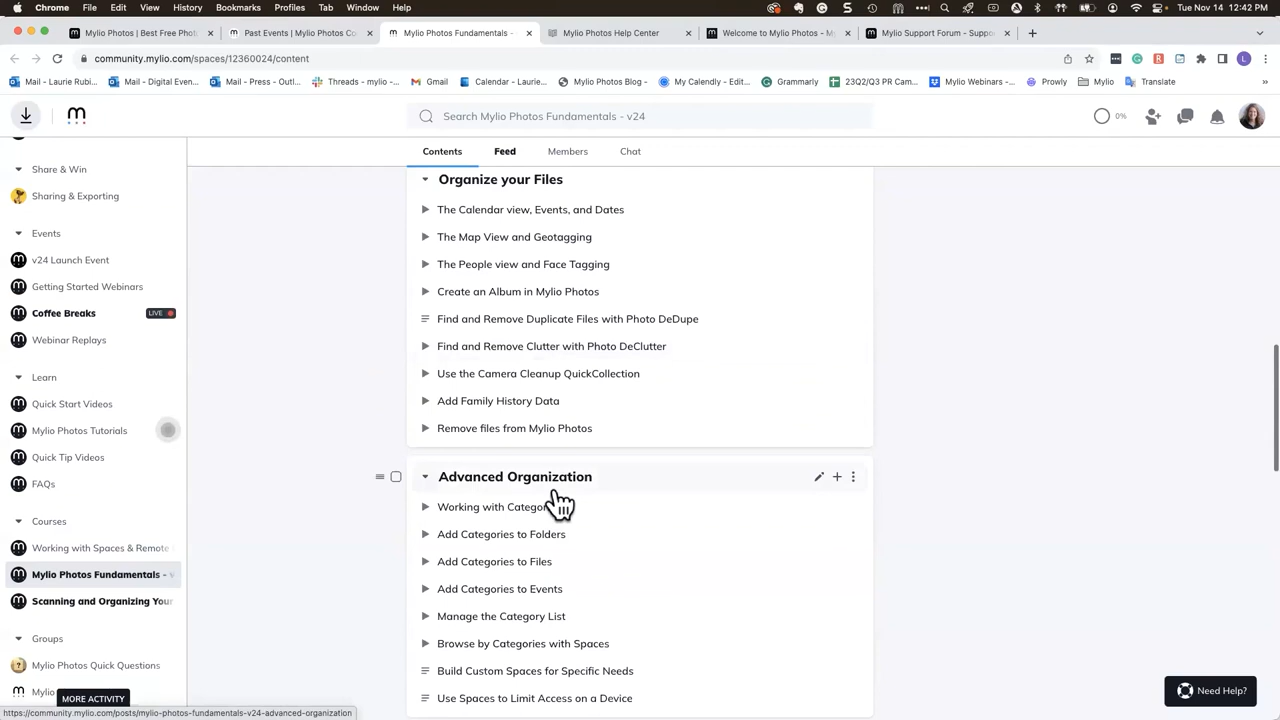 Chrome File Edit View History Bookmarks Profiles Tab Window Help
Tue Nov 14 12:42 PM
Mylio Photos | Best Free Phot
Past Events | Mylio Photos Co
Mylio Photos Fundamentals -
Mylio Photos Help Center
Welcome to Mylio Photos - My
Mylio Support Forum - Suppo
community.mylio.com/spaces/12360024/content
Mail - Laurie Rubi...
Mail - Digital Even...
Mail - Press - Outl...
Threads - mylio -...
Gmail
Calendar - Laurie...
Mylio Photos Blog -...
My Calendly - Edit...
Grammarly
23Q2/Q3 PR Cam...
Mylio Webinars -...
Prowly
Mylio
Translate
Search Mylio Photos Fundamentals - v24
0%
Contents Feed Members Chat
Share & Win
Sharing & Exporting
Events
v24 Launch Event
Getting Started Webinars
Coffee Breaks LIVE
Webinar Replays
Learn
Quick Start Videos
Mylio Photos Tutorials
Quick Tip Videos
FAQs
Courses
Working with Spaces & Remote
Mylio Photos Fundamentals -
Scanning and Organizing Your
Groups
Mylio Photos Quick Questions
Mylio
MORE ACTIVITY
Organize your Files
The Calendar view, Events, and Dates
The Map View and Geotagging
The People view and Face Tagging
Create an Album in Mylio Photos
Find and Remove Duplicate Files with Photo DeDupe
Find and Remove Clutter with Photo DeClutter
Use the Camera Cleanup QuickCollection
Add Family History Data
Remove files from Mylio Photos
Advanced Organization
Working with Categor
Add Categories to Folders
Add Categories to Files
Add Categories to Events
Manage the Category List
Browse by Categories with Spaces
Build Custom Spaces for Specific Needs
Use Spaces to Limit Access on a Device
Need Help?
https://community.mylio.com/posts/mylio-photos-fundamentals-v24-advanced-organization